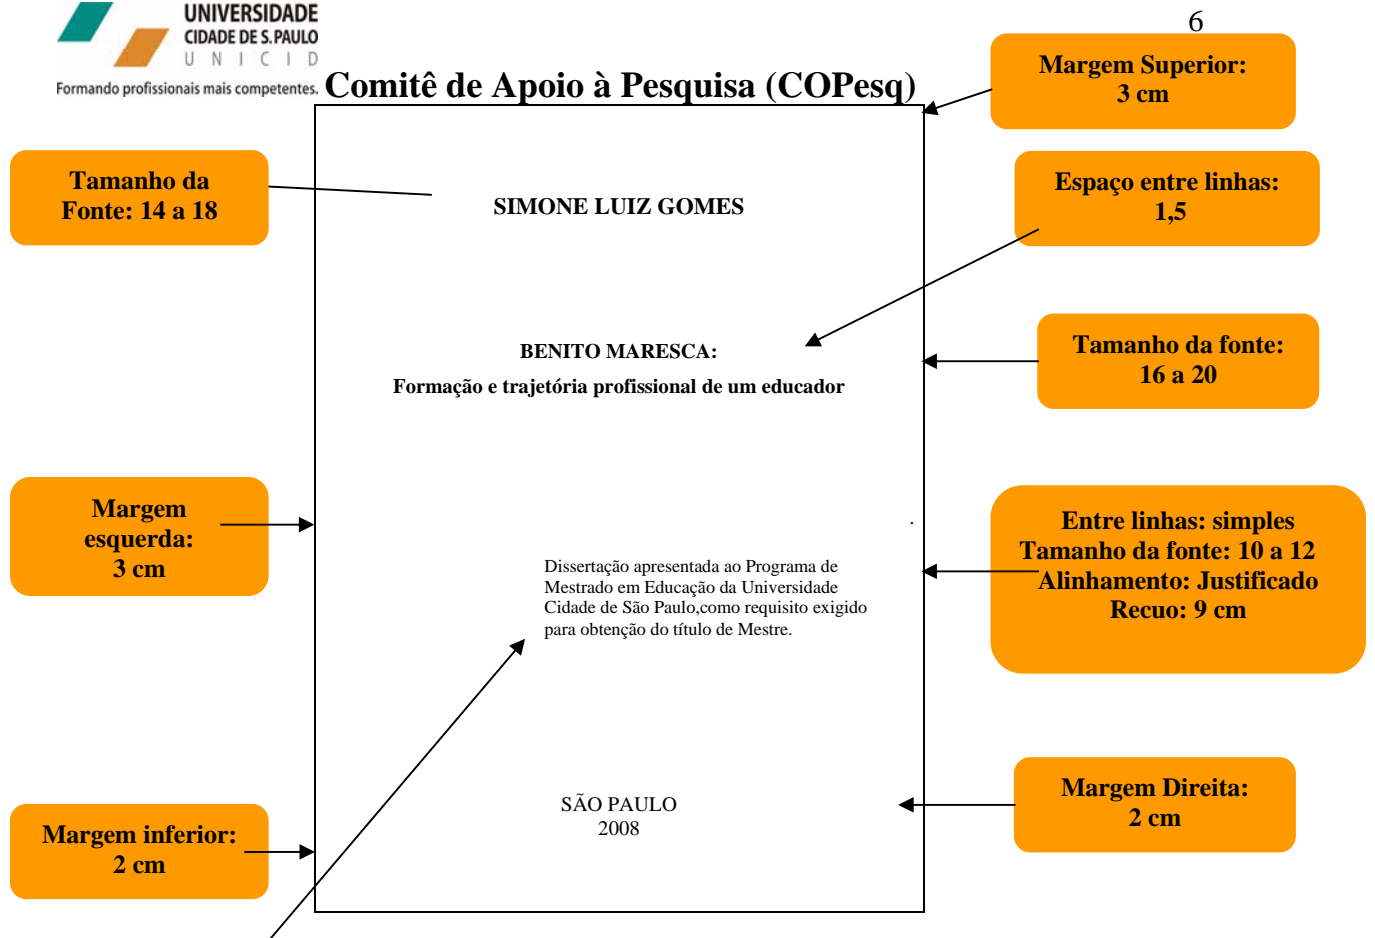 UNIVERSIDADE
CIDADE DE S.PAULO
UNICID
Formando profissionais mais competentes.
6
Comitê de Apoio à Pesquisa (COPesq)
Margem Superior:
3 cm
Tamanho da
Fonte: 14 a 18
SIMONE LUIZ GOMES
Espaço entre linhas:
1,5
BENITO MARESCA:
Formação e trajetória profissional de um educador
Tamanho da fonte:
16 a 20
Margem
esquerda:
3 cm
.
Entre linhas: simples
Tamanho da fonte: 10 a 12
Alinhamento: Justificado
Recuo: 9 cm
Dissertação apresentada ao Programa de
Mestrado em Educação da Universidade
Cidade de São Paulo,como requisito exigido
para obtenção do título de Mestre.
Margem Direita:
2 cm
SÃO PAULO
2008
Margem inferior:
2 cm